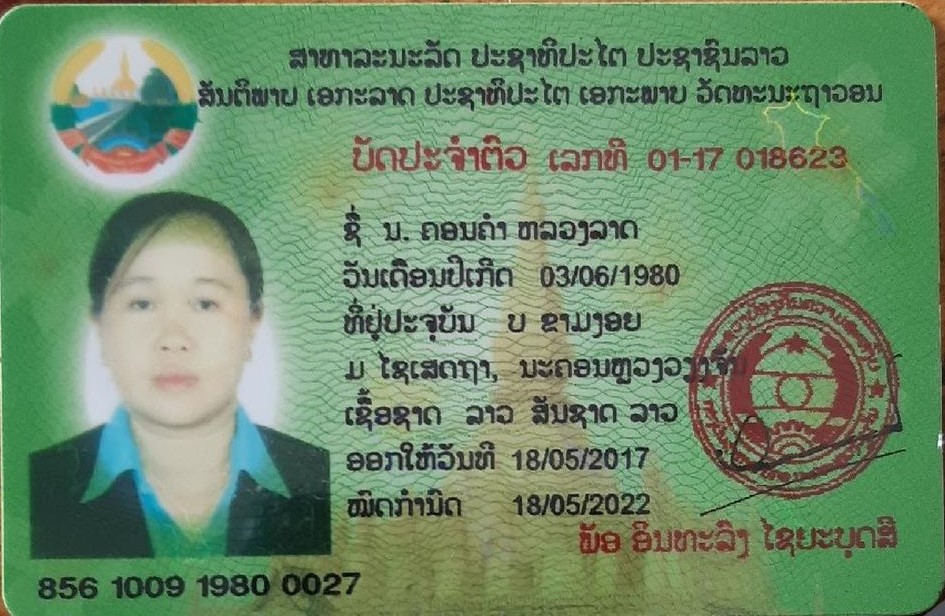 ສາທາລະນະລັດ ປະຊາທິປະໄຕ ປະຊາຊົນລາວ
ສັນຕິພາບ ເອກະລາດ ປະຊາທິປະໄຕ ເອກະພາບ ວັດທະນະຖາວອນ
ບັດປະຈຳຕົວ ເລກທີ 01-17 018623
ຊື່ ນ. ຄອນຄຳ ຫລວງລາດ
ວັນເດືອນປີເກີດ 03/06/1980
ທີ່ຢູ່ປະຈຸບັນ ບ ຂາມງອຍ
ມ ໄຊເສດຖາ, ນະຄອນຫຼວງວຽງຈັນ
ເຊື້ອຊາດ ລາວ ສັນຊາດ ລາວ
ອອກໃຫ້ວັນທີ 18/05/2017
ໝົດກຳນົດ 18/05/2022
ພັອ ອິນທະລົງ ໄຊຍະບຸດສີ
856 1009 1980 0027